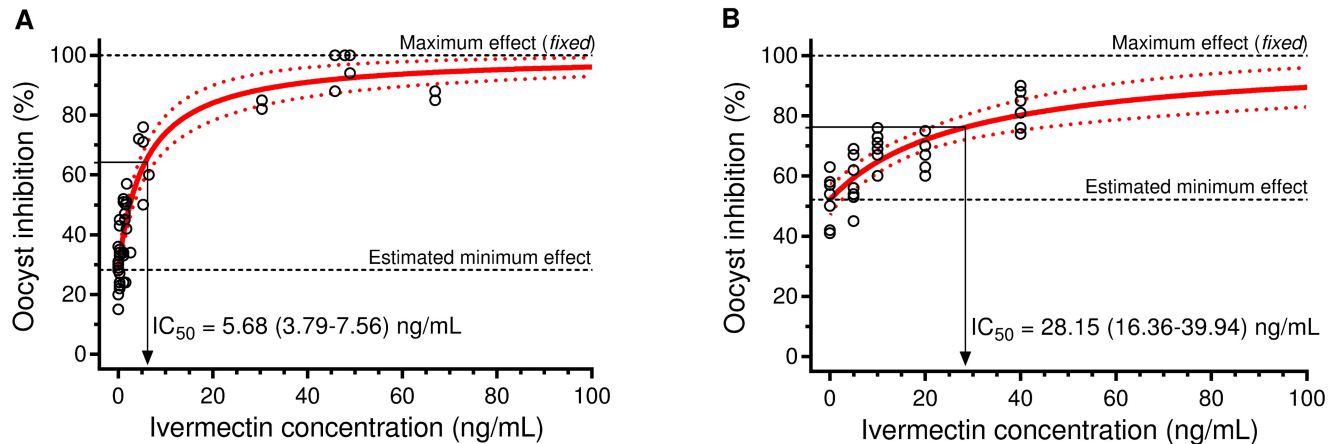 A
Oocyst inhibition (%)
100
80
60
40
20
0
Maximum effect (fixed)
Estimated minimum effect
IC50 = 5.68 (3.79-7.56) ng/mL
0 20 40 60 80 100
Ivermectin concentration (ng/mL)
B
Oocyst inhibition (%)
100
80
60
40
20
0
Maximum effect (fixed)
Estimated minimum effect
IC50 = 28.15 (16.36-39.94) ng/mL
0 20 40 60 80 100
Ivermectin concentration (ng/mL)